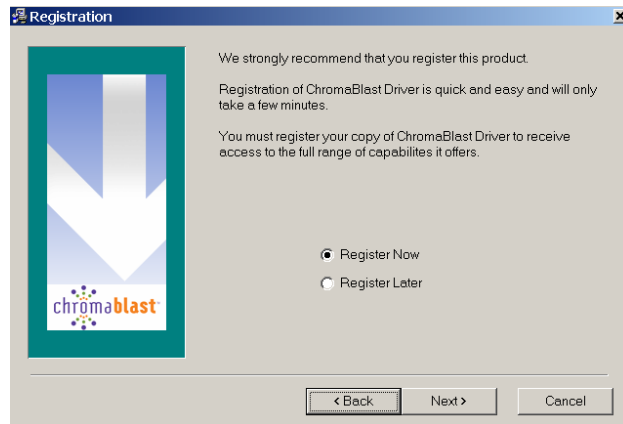 Registration
We strongly recommend that you register this product.
Registration of ChromaBlast Driver is quick and easy and will only
take a few minutes.
You must register your copy of ChromaBlast Driver to receive
access to the full range of capabilites it offers.
Register Now
Register Later
chromablast
< Back
Next >
Cancel